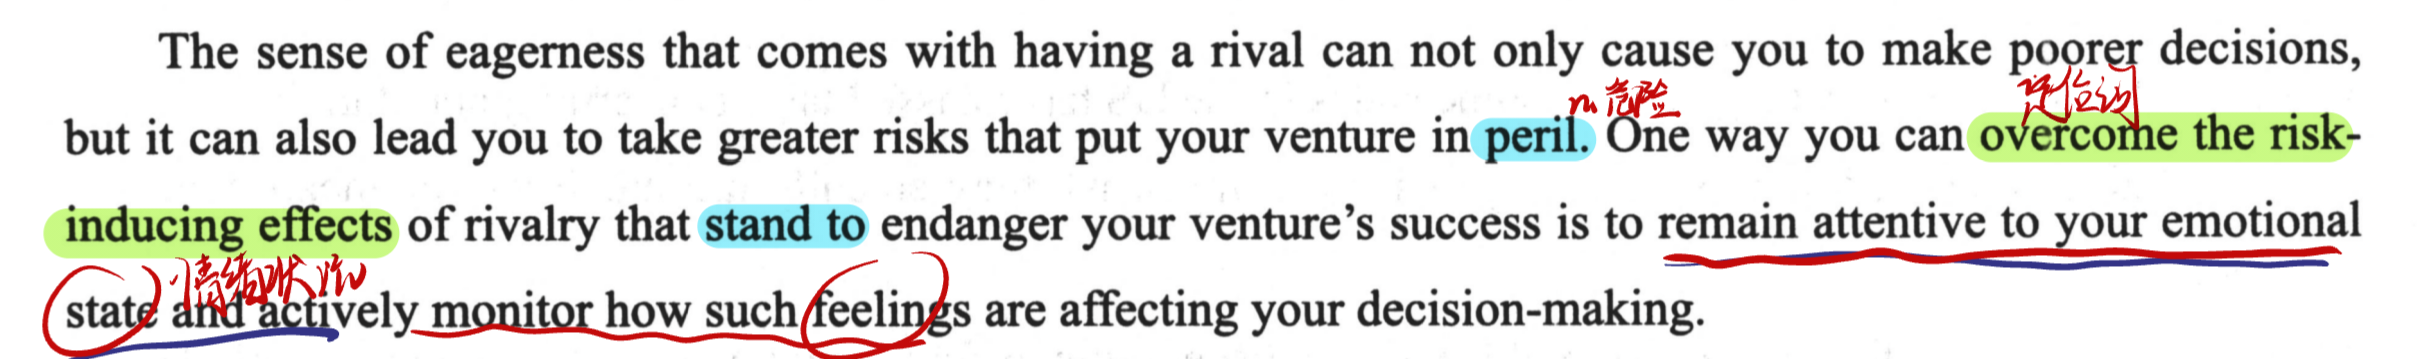 The sense of eagerness that comes with having a rival can not only cause you to make poorer decisions,
n 危险
定位词
but it can also lead you to take greater risks that put your venture in peril. One way you can overcome the risk-
inducing effects of rivalry that stand to endanger your venture's success is to remain attentive to your emotional
情绪状况
state and actively monitor how such feelings are affecting your decision-making.